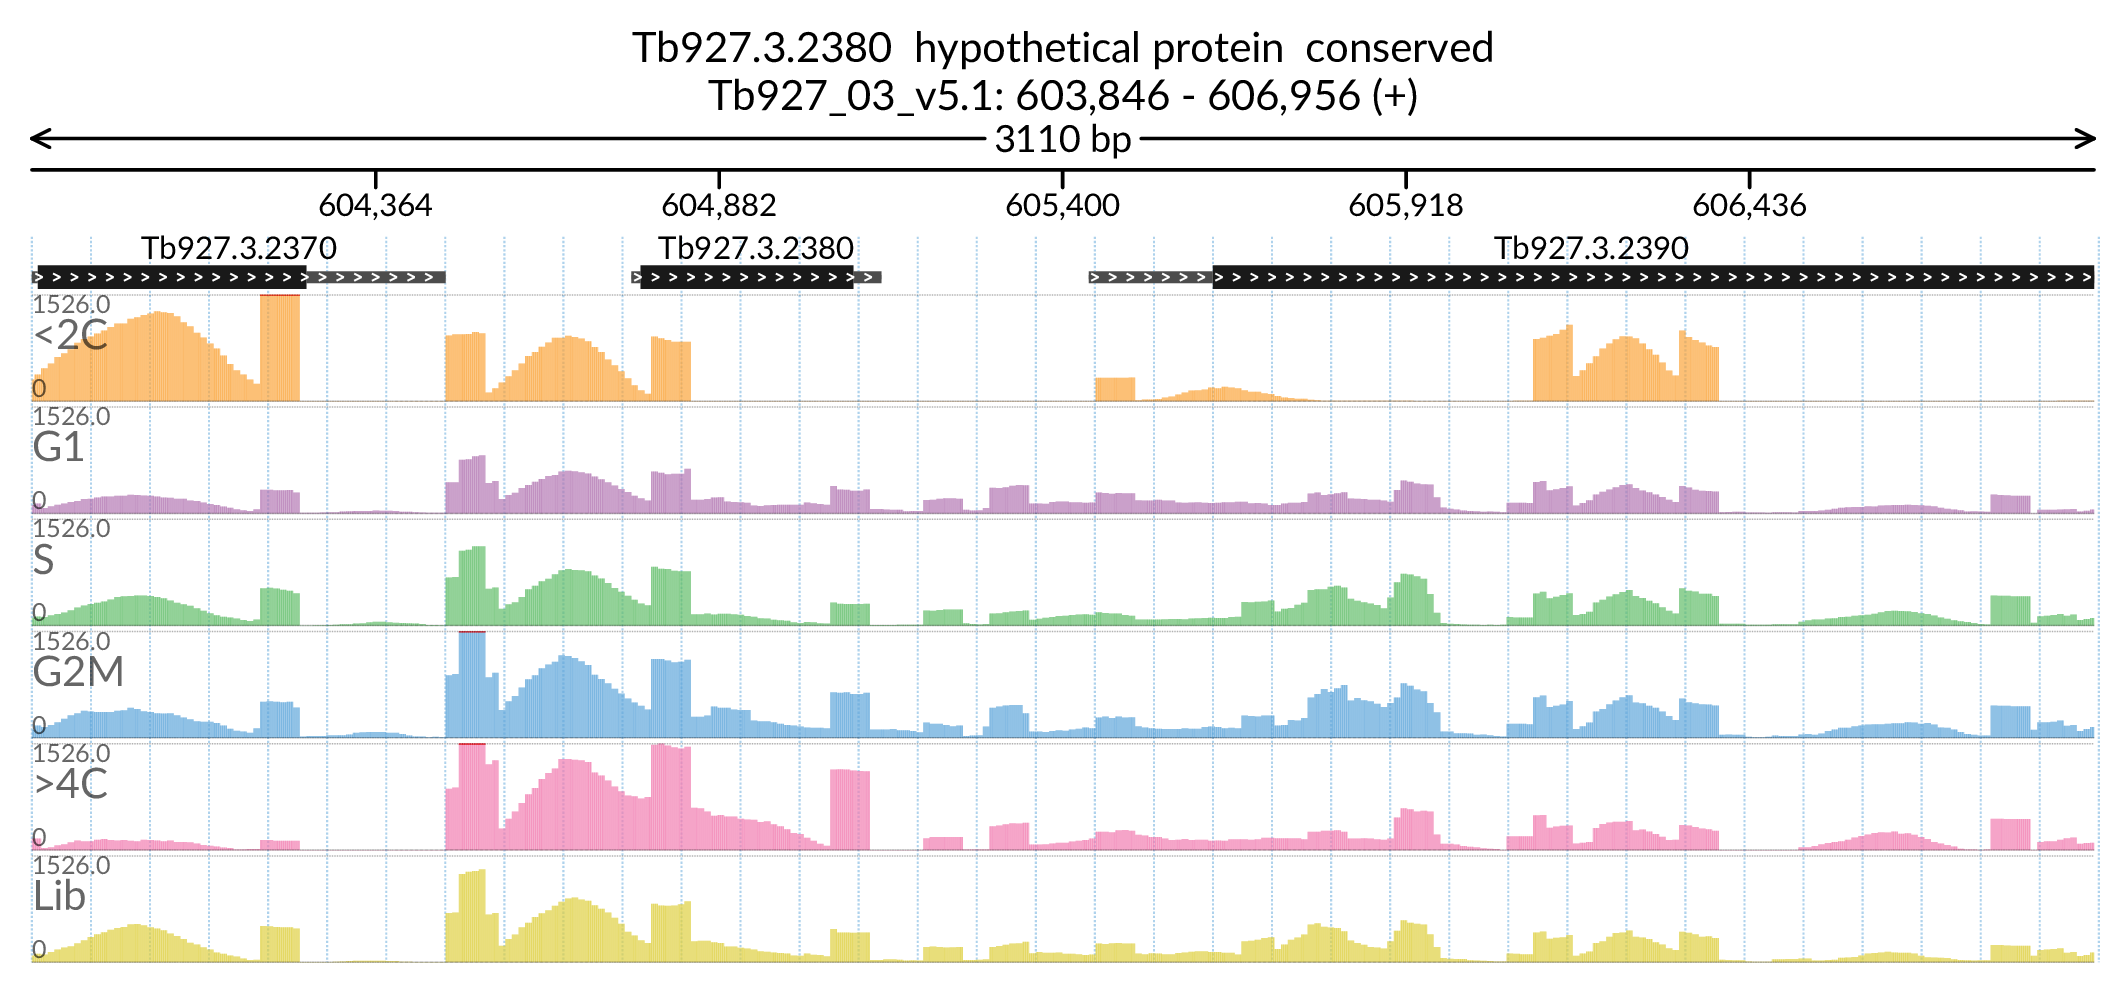 Tb927.3.2380  hypothetical protein  conserved
Tb927_03_v5.1: 603,846 - 606,956 (+)
3110 bp
604,364 604,882 605,400 605,918 606,436
Tb927.3.2370 Tb927.3.2380 Tb927.3.2390
1526.0
<2C
0
1526.0
G1
0
1526.0
S
0
1526.0
G2M
0
1526.0
>4C
0
1526.0
Lib
0